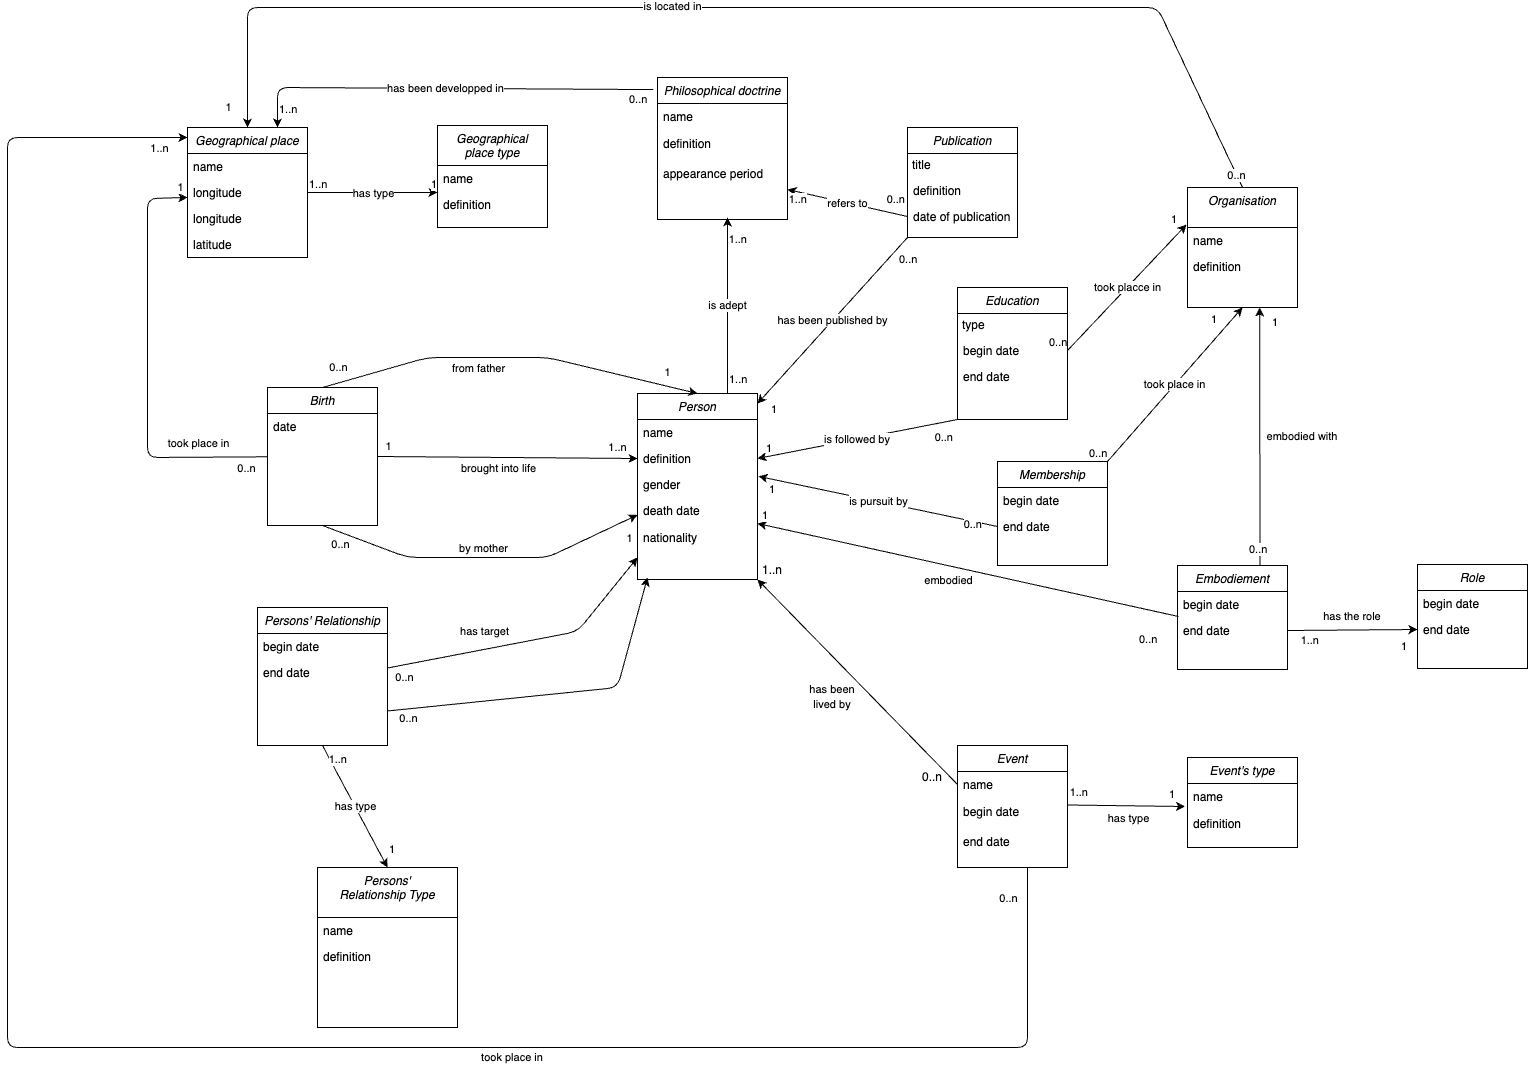 is located in
has been developped in
1
1..n
0..n
Philosophical doctrine
name
definition
appearance period
Geographical place
name
longitude
longitude
latitude
1..n
1
1..n
has type
1
Geographical
place type
name
definition
Publication
title
definition
date of publication
0..n
1..n
refers to
0..n
0..n
Organisation
name
definition
1
took placce in
0..n
Education
type
begin date
end date
1..n
is adept
1..n
has been published by
1
1
1
0..n
from father
1
Birth
date
took place in
0..n
1
brought into life
1..n
Person
name
definition
gender
death date
nationality
is followed by
1
0..n
took place in
0..n
embodied with
Membership
begin date
end date
is pursuit by
1
0..n
0..n
by mother
1
1
embodied
0..n
0..n
1..n
Embodiement
begin date
end date
has the role
1..n
1
Role
begin date
end date
Persons' Relationship
begin date
end date
has target
0..n
0..n
has been
lived by
0..n
Event
name
begin date
end date
1..n
1
has type
Event's type
name
definition
1..n
has type
1
Persons'
Relationship Type
name
definition
0..n
took place in